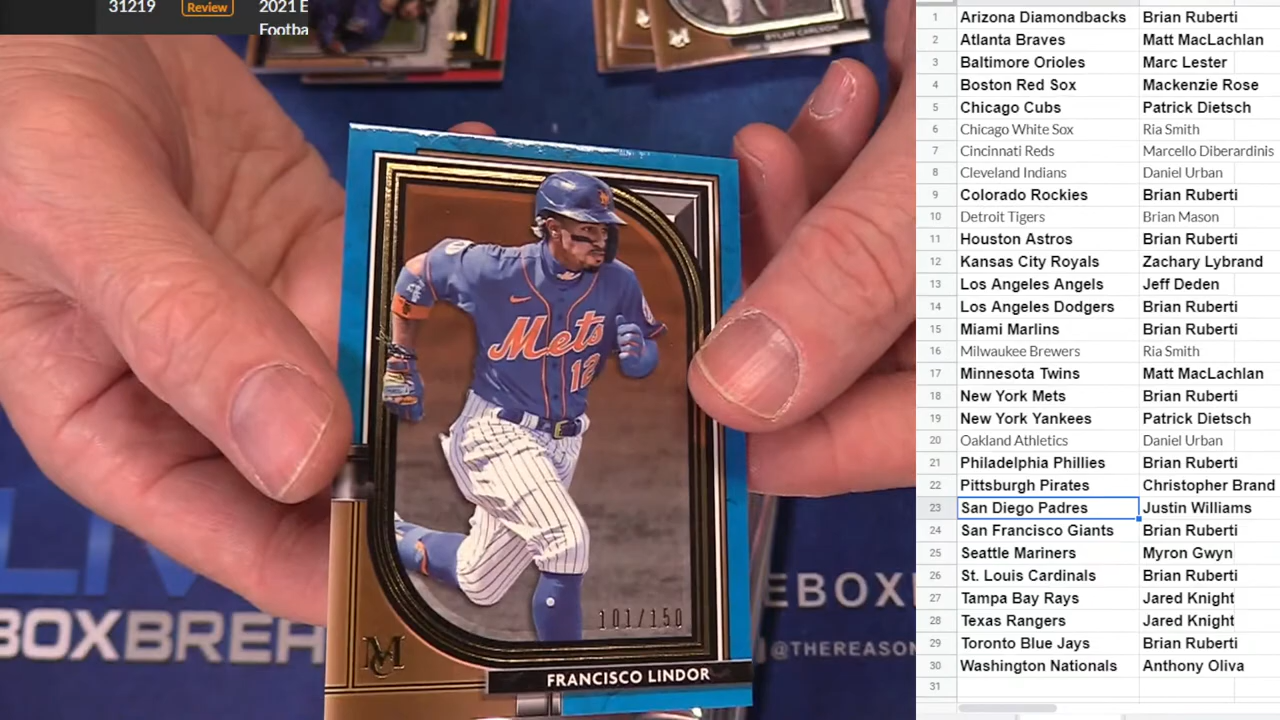 31219 Review 2021 E
Footba
DYLAN CARLSON
Mets
12
101/150
FRANCISCO LINDOR
LIV
BOXBREH
EBOX
@THEREASON
1 Arizona Diamondbacks Brian Ruberti
2 Atlanta Braves Matt MacLachlan
3 Baltimore Orioles Marc Lester
4 Boston Red Sox Mackenzie Rose
5 Chicago Cubs Patrick Dietsch
6 Chicago White Sox Ria Smith
7 Cincinnati Reds Marcello Diberardinis
8 Cleveland Indians Daniel Urban
9 Colorado Rockies Brian Ruberti
10 Detroit Tigers Brian Mason
11 Houston Astros Brian Ruberti
12 Kansas City Royals Zachary Lybrand
13 Los Angeles Angels Jeff Deden
14 Los Angeles Dodgers Brian Ruberti
15 Miami Marlins Brian Ruberti
16 Milwaukee Brewers Ria Smith
17 Minnesota Twins Matt MacLachlan
18 New York Mets Brian Ruberti
19 New York Yankees Patrick Dietsch
20 Oakland Athletics Daniel Urban
21 Philadelphia Phillies Brian Ruberti
22 Pittsburgh Pirates Christopher Brand
23 San Diego Padres Justin Williams
24 San Francisco Giants Brian Ruberti
25 Seattle Mariners Myron Gwyn
26 St. Louis Cardinals Brian Ruberti
27 Tampa Bay Rays Jared Knight
28 Texas Rangers Jared Knight
29 Toronto Blue Jays Brian Ruberti
30 Washington Nationals Anthony Oliva
31